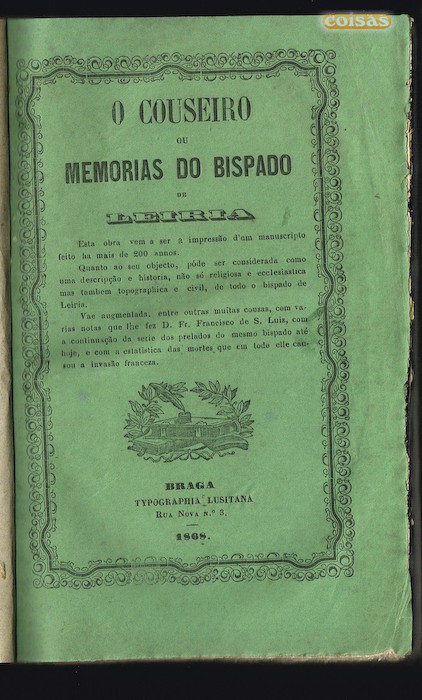 coisas
O COUSEIRO
OU
MEMORIAS DO BISPADO
DE
LEIRIA
Esta obra vem a ser a impressão d'um manuscripto
feito ha mais de 200 annos.
Quanto ao seu objecto, póde ser considerada como
uma descripção e historia, não só religiosa e ecclesiastica
mas tambem topographica e civil, de todo o bispado de
Leiria.
Vae augmentada, entre outras muitas cousas, com va-
rias notas que lhe fez D. Fr. Francisco de S. Luiz, com
a continuação da serie dos prelados do mesmo bispado até
hoje, e com a estatistica das mortes que em todo elle cau-
sou a invasão franceza.
BRAGA
TYPOGRAPHIA LUSITANA
RUA NOVA N.º 3.
1868.